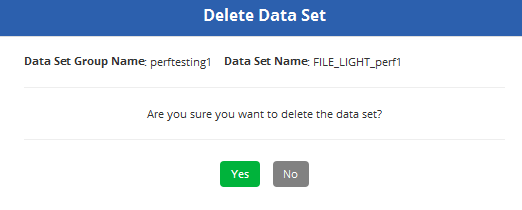 Delete Data Set
Data Set Group Name: perftesting1 Data Set Name: FILE_LIGHT_perf1
Are you sure you want to delete the data set?
Yes No